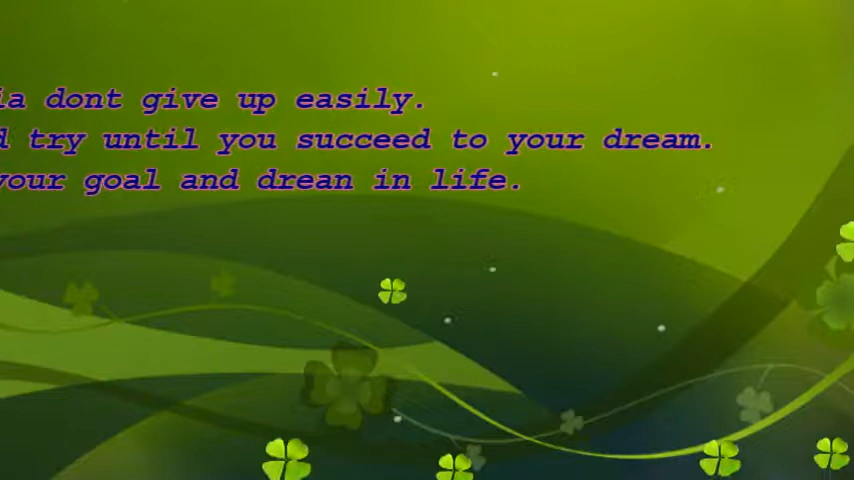 dont give up easily.
try until you succeed to your dream.
your goal and drean in life.